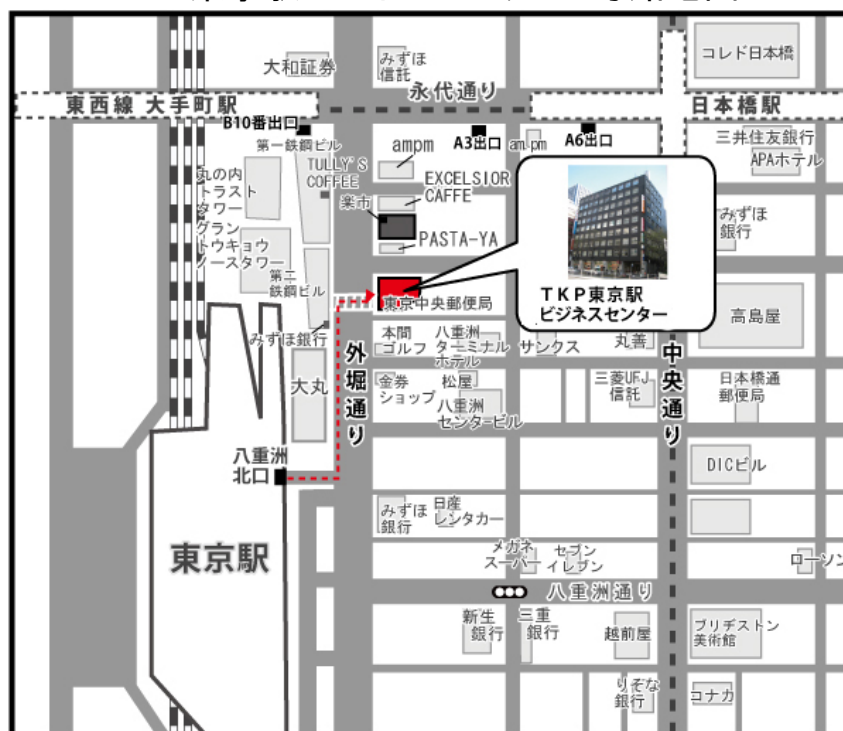 コレド日本橋
みずほ
信託
大和証券
永代通り
東西線 大手町駅
日本橋駅
B10番出口
第一鉄鋼ビル
ampm
A3出口
am.pm
A6出口
三井住友銀行
APAホテル
TULLY'S
COFFEE
丸の内
トラスト
タワー
EXCELSIOR
CAFFE
楽市
みずほ
銀行
グラン
トウキョウ
ノースタワー
PASTA-YA
第二
鉄鋼ビル
TKP東京駅
ビジネスセンター
東京中央郵便局
高島屋
みずほ銀行
本間
ゴルフ
八重洲
ターミナル
ホテル
サンクス
丸善
外堀通り
中央通り
大丸
金券
ショップ
松屋
八重洲
センタービル
三菱UFJ
信託
日本橋通
郵便局
八重洲
北口
DICビル
みずほ
銀行
日産
レンタカー
東京駅
メガネ
スーパー
セブン
イレブン
ローソン
八重洲通り
新生
銀行
三重
銀行
越前屋
ブリヂストン
美術館
りそな
銀行
コナカ